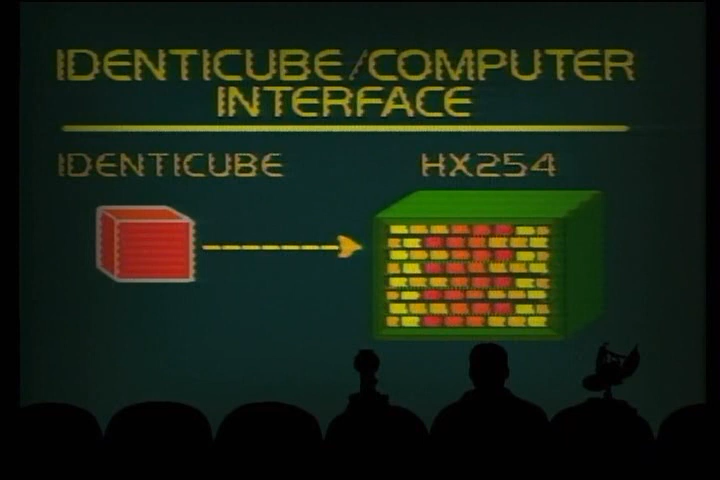 IDENTICUBE/COMPUTER
INTERFACE
IDENTICUBE
HX254